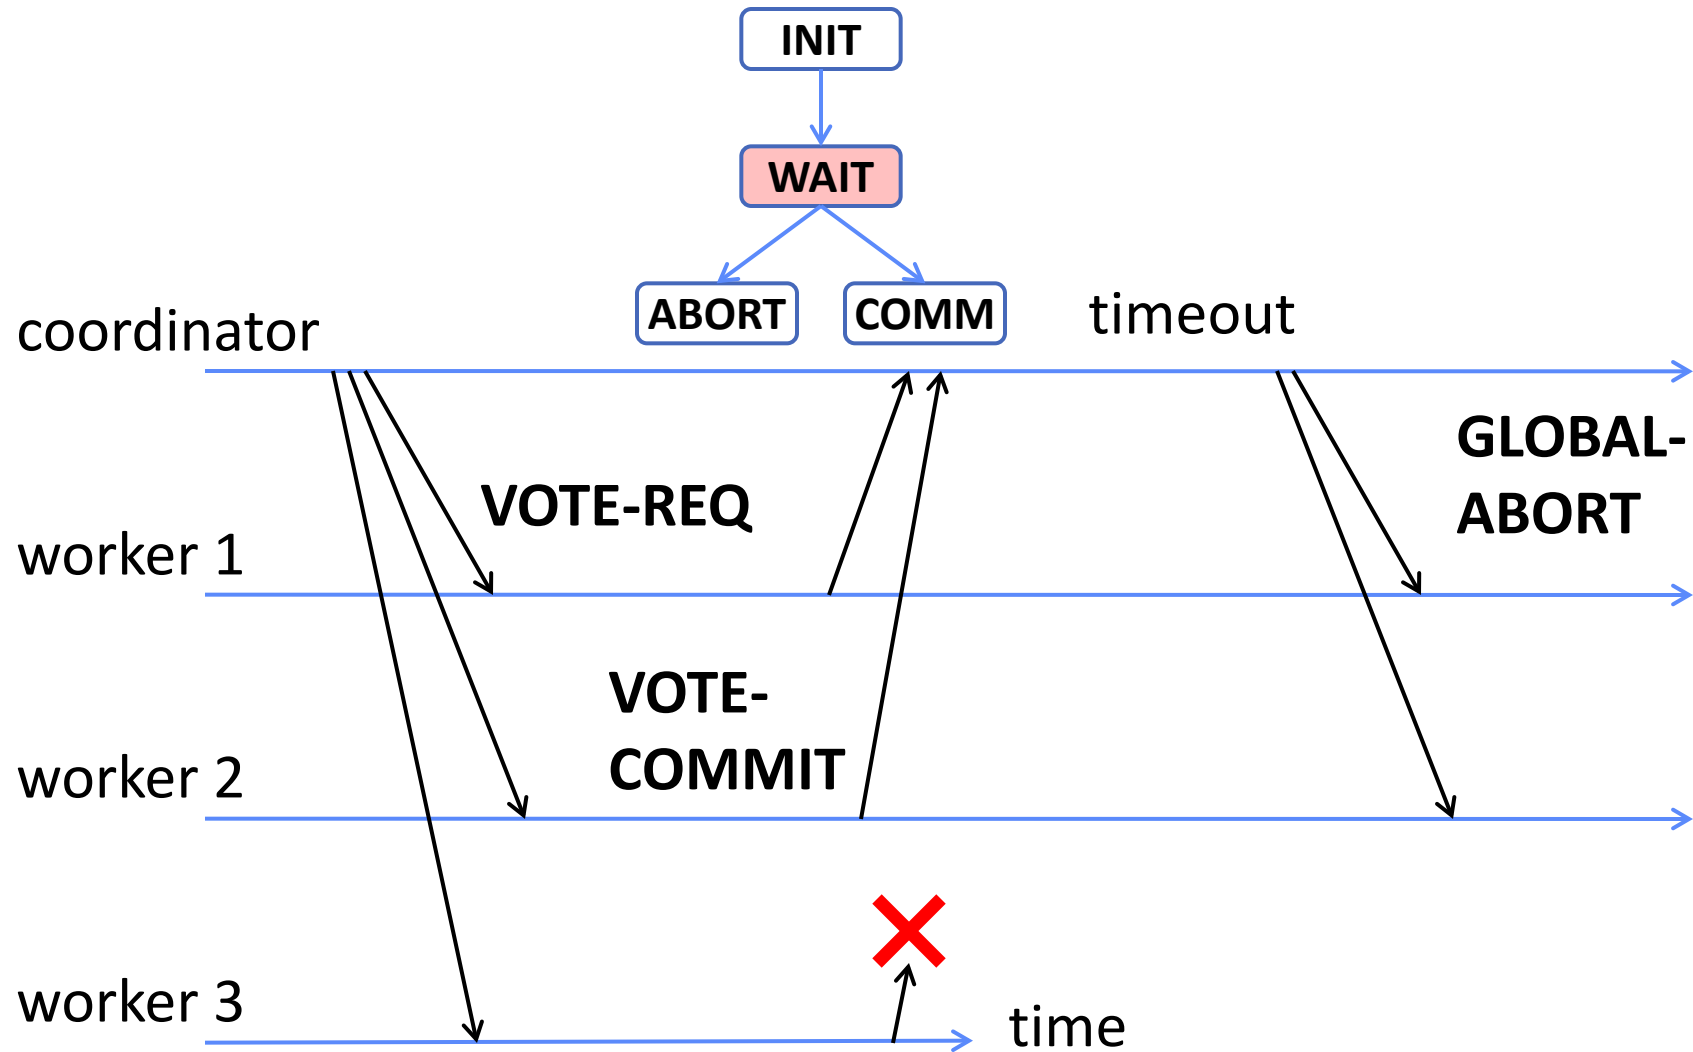 INIT
WAIT
ABORT
COMM
timeout
coordinator
GLOBAL-
ABORT
VOTE-REQ
worker 1
VOTE-
COMMIT
worker 2
worker 3
time